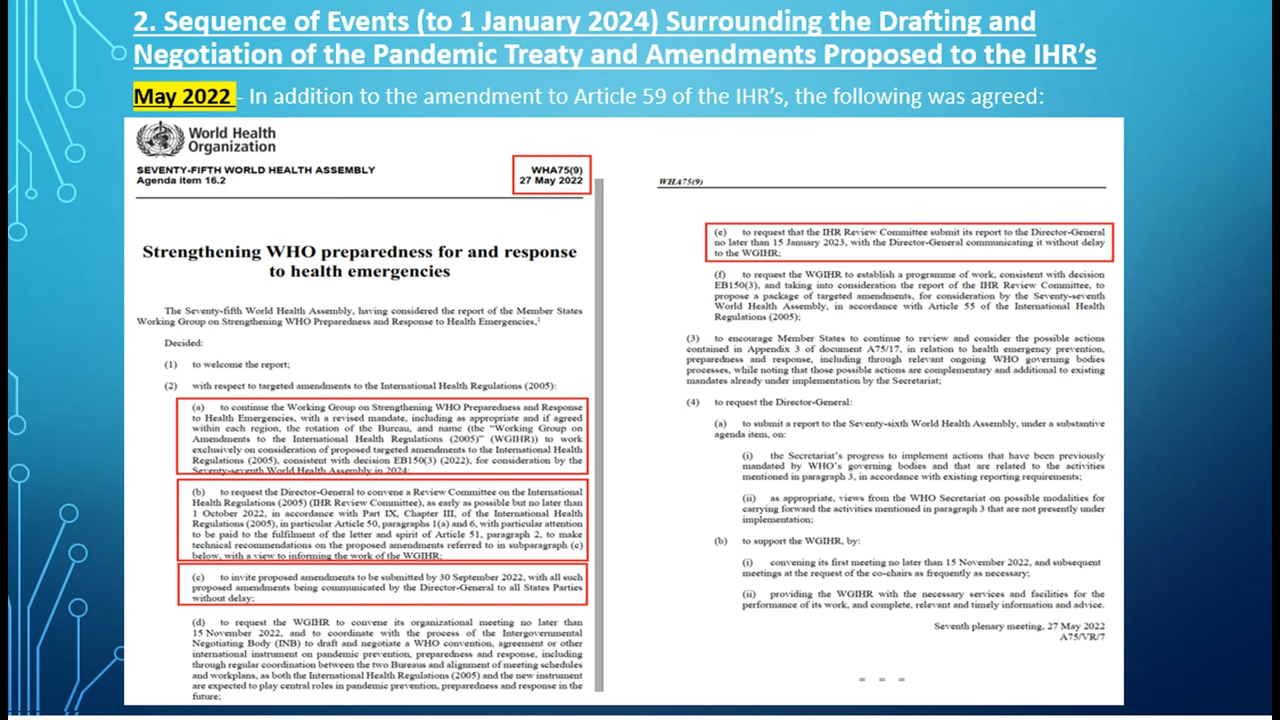 2. Sequence of Events (to 1 January 2024) Surrounding the Drafting and
Negotiation of the Pandemic Treaty and Amendments Proposed to the IHR’s
May 2022 - In addition to the amendment to Article 59 of the IHR’s, the following was agreed:
World Health
Organization
SEVENTY-FIFTH WORLD HEALTH ASSEMBLY
Agenda item 16.2
WHA75(9)
27 May 2022
Strengthening WHO preparedness for and response
to health emergencies
The Seventy-fifth World Health Assembly, having considered the report of the Member States
Working Group on Strengthening WHO Preparedness and Response to Health Emergencies,¹
Decided:
(1) to welcome the report;
(2) with respect to targeted amendments to the International Health Regulations (2005):
(a) to continue the Working Group on Strengthening WHO Preparedness and Response
to Health Emergencies, with a revised mandate, including as appropriate and if agreed
within each region, the rotation of the Bureau, and name (the “Working Group on
Amendments to the International Health Regulations (2005)” (WGIHR)) to work
exclusively on consideration of proposed targeted amendments to the International Health
Regulations (2005), consistent with decision EB150(3) (2022), for consideration by the
Seventy-seventh World Health Assembly in 2024;
(b) to request the Director-General to convene a Review Committee on the International
Health Regulations (2005) (IHR Review Committee), as early as possible but no later than
1 October 2022, in accordance with Part IX, Chapter III, of the International Health
Regulations (2005), in particular Article 50, paragraphs 1(a) and 6, with particular attention
to be paid to the fulfilment of the letter and spirit of Article 51, paragraph 2, to make
technical recommendations on the proposed amendments referred to in subparagraph (c)
below, with a view to informing the work of the WGIHR;
(c) to invite proposed amendments to be submitted by 30 September 2022, with all such
proposed amendments being communicated by the Director-General to all States Parties
without delay;
(d) to request the WGIHR to convene its organizational meeting no later than
15 November 2022, and to coordinate with the process of the Intergovernmental
Negotiating Body (INB) to draft and negotiate a WHO convention, agreement or other
international instrument on pandemic prevention, preparedness and response, including
through regular coordination between the two Bureaus and alignment of meeting schedules
and workplans, as both the International Health Regulations (2005) and the new instrument
are expected to play central roles in pandemic prevention, preparedness and response in the
future;
WHA75(9)
(e) to request that the IHR Review Committee submit its report to the Director-General
no later than 15 January 2023, with the Director-General communicating it without delay
to the WGIHR;
(f) to request the WGIHR to establish a programme of work, consistent with decision
EB150(3), and taking into consideration the report of the IHR Review Committee, to
propose a package of targeted amendments, for consideration by the Seventy-seventh
World Health Assembly, in accordance with Article 55 of the International Health
Regulations (2005);
(3) to encourage Member States to continue to review and consider the possible actions
contained in Appendix 3 of document A75/17, in relation to health emergency prevention,
preparedness and response, including through relevant ongoing WHO governing bodies
processes, while noting that those possible actions are complementary and additional to existing
mandates already under implementation by the Secretariat;
(4) to request the Director-General:
(a) to submit a report to the Seventy-sixth World Health Assembly, under a substantive
agenda item, on:
(i) the Secretariat’s progress to implement actions that have been previously
mandated by WHO’s governing bodies and that are related to the activities
mentioned in paragraph 3, in accordance with existing reporting requirements;
(ii) as appropriate, views from the WHO Secretariat on possible modalities for
carrying forward the activities mentioned in paragraph 3 that are not presently under
implementation;
(b) to support the WGIHR, by:
(i) convening its first meeting no later than 15 November 2022, and subsequent
meetings at the request of the co-chairs as frequently as necessary;
(ii) providing the WGIHR with the necessary services and facilities for the
performance of its work, and complete, relevant and timely information and advice.
Seventh plenary meeting, 27 May 2022
A75/VR/7
= = =